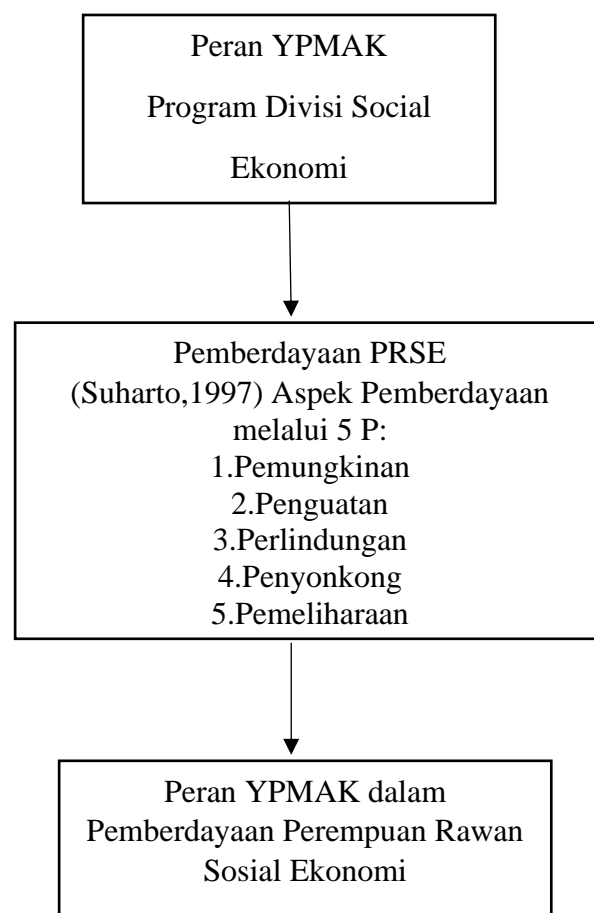 Peran YPMAK
Program Divisi Social
Ekonomi
Pemberdayaan PRSE
(Suharto,1997) Aspek Pemberdayaan
melalui 5 P:
1.Pemungkinan
2.Penguatan
3.Perlindungan
4.Penyonkong
5.Pemeliharaan
Peran YPMAK dalam
Pemberdayaan Perempuan Rawan
Sosial Ekonomi